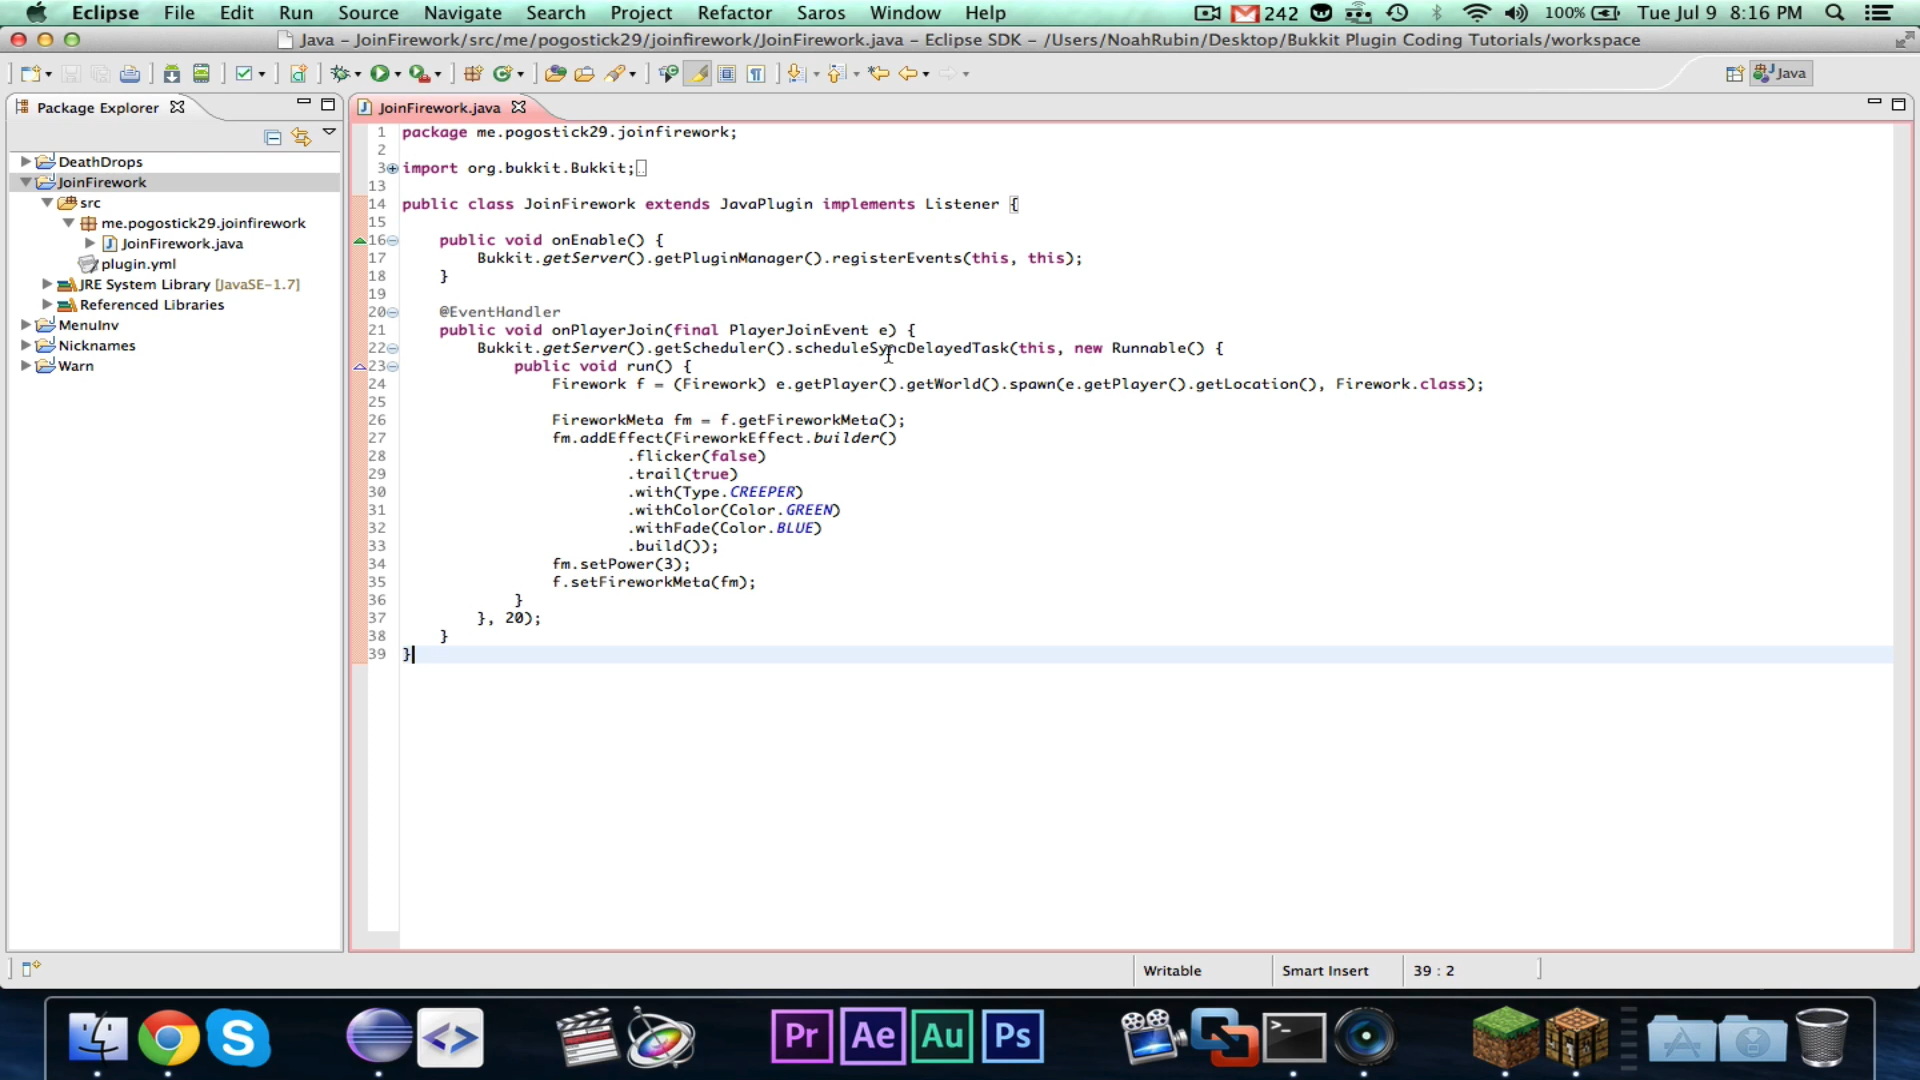 Eclipse File Edit Run Source Navigate Search Project Refactor Saros Window Help 242 100% Tue Jul 9 8:16 PM
Java – JoinFirework/src/me/pogostick29/joinfirework/JoinFirework.java – Eclipse SDK – /Users/NoahRubin/Desktop/Bukkit Plugin Coding Tutorials/workspace
Java
Package Explorer
DeathDrops
JoinFirework
src
me.pogostick29.joinfirework
JoinFirework.java
plugin.yml
JRE System Library [JavaSE-1.7]
Referenced Libraries
MenuInv
Nicknames
Warn
JoinFirework.java
1 package me.pogostick29.joinfirework;
2
3 import org.bukkit.Bukkit;
13
14 public class JoinFirework extends JavaPlugin implements Listener {
15
16 public void onEnable() {
17 Bukkit.getServer().getPluginManager().registerEvents(this, this);
18 }
19
20 @EventHandler
21 public void onPlayerJoin(final PlayerJoinEvent e) {
22 Bukkit.getServer().getScheduler().scheduleSyncDelayedTask(this, new Runnable() {
23 public void run() {
24 Firework f = (Firework) e.getPlayer().getWorld().spawn(e.getPlayer().getLocation(), Firework.class);
25
26 FireworkMeta fm = f.getFireworkMeta();
27 fm.addEffect(FireworkEffect.builder()
28 .flicker(false)
29 .trail(true)
30 .with(Type.CREEPER)
31 .withColor(Color.GREEN)
32 .withFade(Color.BLUE)
33 .build());
34 fm.setPower(3);
35 f.setFireworkMeta(fm);
36 }
37 }, 20);
38 }
39 }
Writable Smart Insert 39 : 2
Pr Ae Au Ps